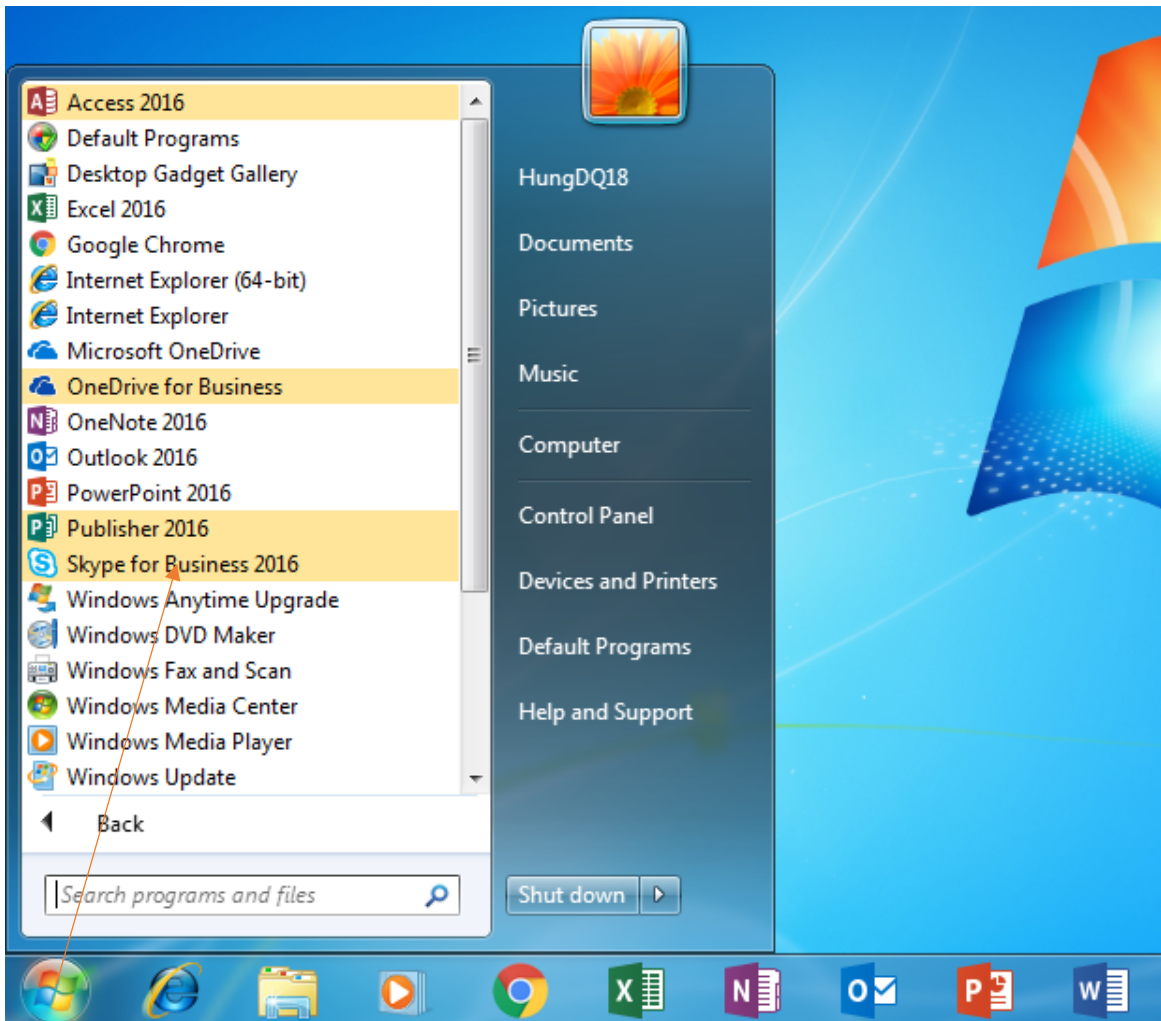 Access 2016
Default Programs
Desktop Gadget Gallery
Excel 2016
Google Chrome
Internet Explorer (64-bit)
Internet Explorer
Microsoft OneDrive
OneDrive for Business
OneNote 2016
Outlook 2016
PowerPoint 2016
Publisher 2016
Skype for Business 2016
Windows Anytime Upgrade
Windows DVD Maker
Windows Fax and Scan
Windows Media Center
Windows Media Player
Windows Update
Back
Search programs and files
HungDQ18
Documents
Pictures
Music
Computer
Control Panel
Devices and Printers
Default Programs
Help and Support
Shut down